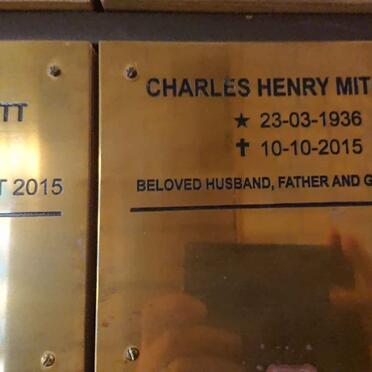 TT
T 2015
CHARLES HENRY MIT
★ 23-03-1936
✝ 10-10-2015
BELOVED HUSBAND, FATHER AND G